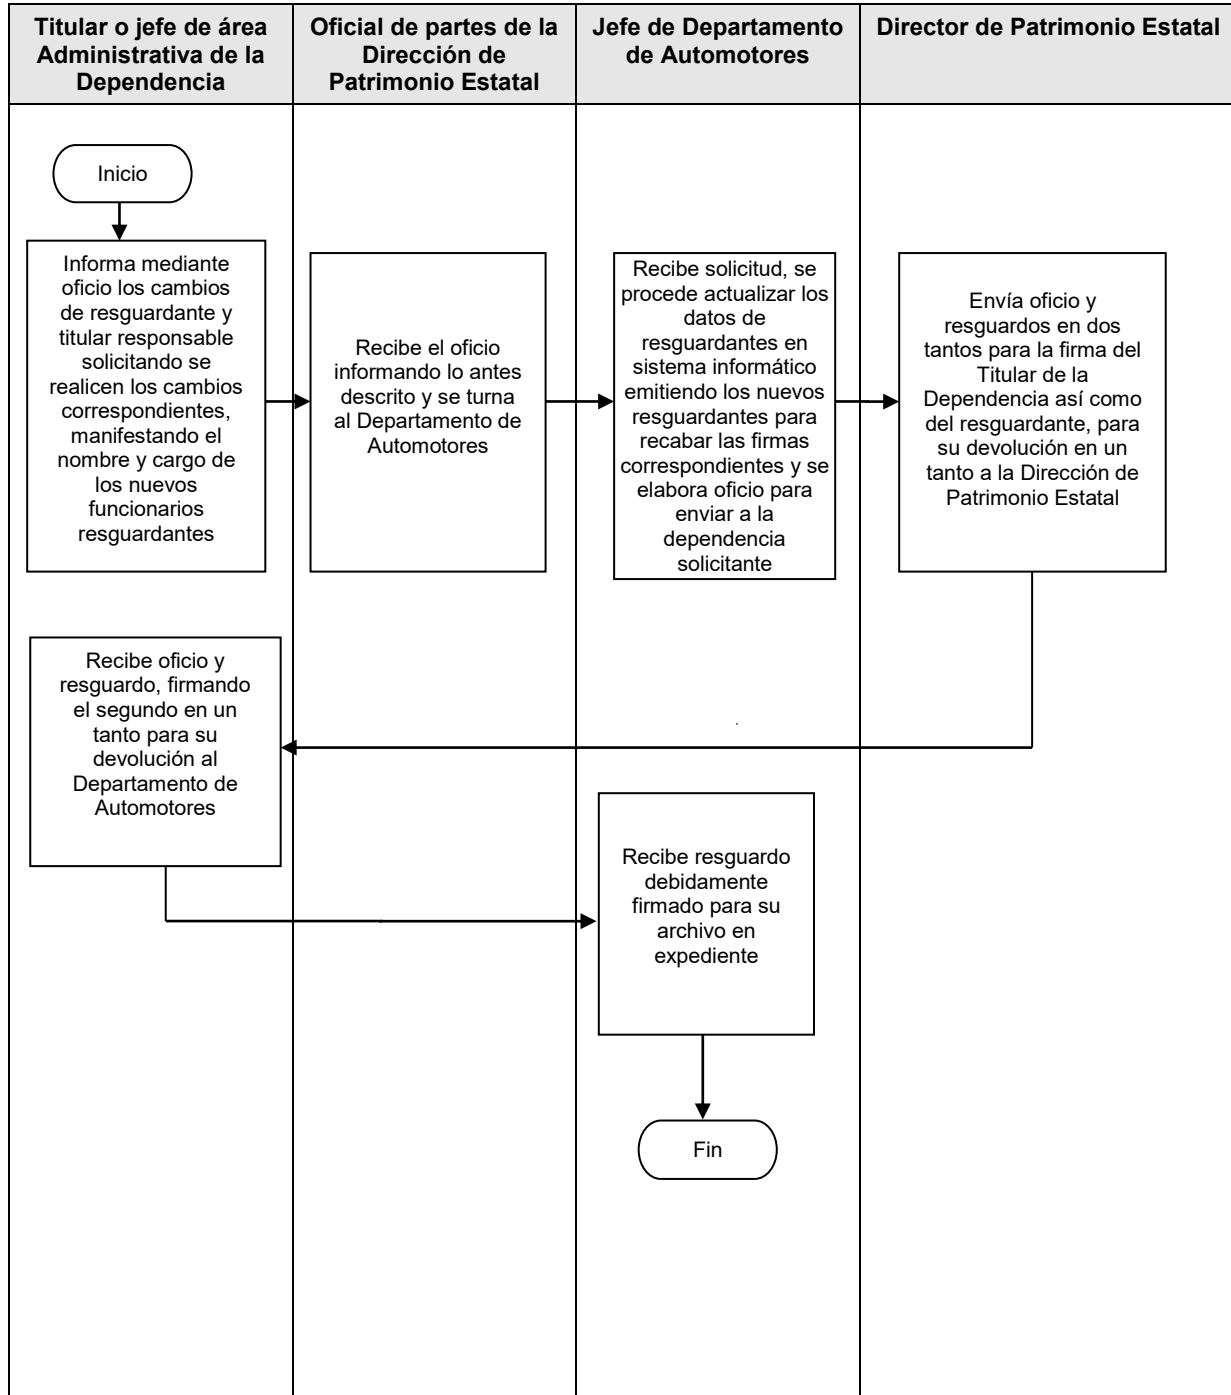 Titular o jefe de área
Administrativa de la
Dependencia
Oficial de partes de la
Dirección de
Patrimonio Estatal
Jefe de Departamento
de Automotores
Director de Patrimonio Estatal
Inicio
Informa mediante
oficio los cambios
de resguardante y
titular responsable
solicitando se
realicen los cambios
correspondientes,
manifestando el
nombre y cargo de
los nuevos
funcionarios
resguardantes
Recibe el oficio
informando lo antes
descrito y se turna
al Departamento de
Automotores
Recibe solicitud, se
procede actualizar los
datos de
resguardantes en
sistema informático
emitiendo los nuevos
resguardantes para
recabar las firmas
correspondientes y se
elabora oficio para
enviar a la
dependencia
solicitante
Envía oficio y
resguardos en dos
tantos para la firma del
Titular de la
Dependencia así como
del resguardante, para
su devolución en un
tanto a la Dirección de
Patrimonio Estatal
Recibe oficio y
resguardo, firmando
el segundo en un
tanto para su
devolución al
Departamento de
Automotores
Recibe resguardo
debidamente
firmado para su
archivo en
expediente
Fin